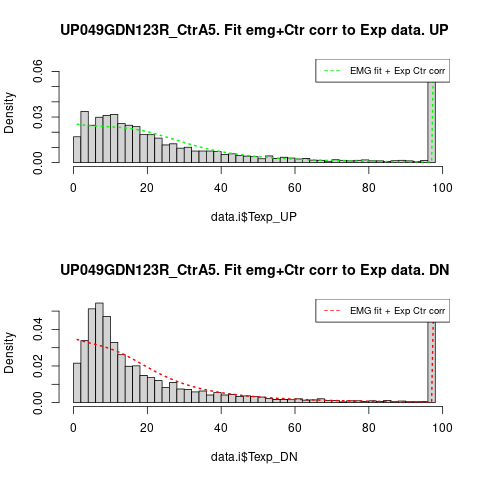 UP049GDN123R_CtrA5. Fit emg+Ctr corr to Exp data. UP
EMG fit + Exp Ctr corr
Density
0.00 0.03 0.06
0 20 40 60 80 100
data.i$Texp_UP
UP049GDN123R_CtrA5. Fit emg+Ctr corr to Exp data. DN
EMG fit + Exp Ctr corr
Density
0.00 0.02 0.04
0 20 40 60 80 100
data.i$Texp_DN